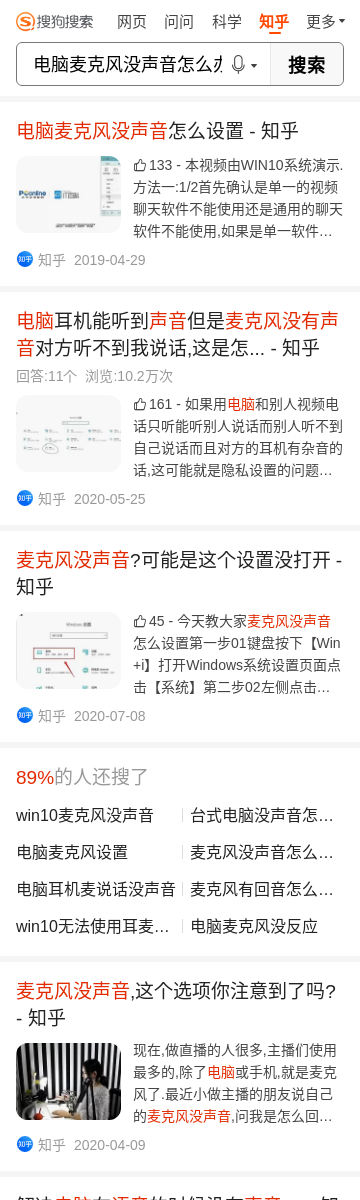 搜狗搜索 网页 问问 科学 知乎 更多
电脑麦克风没声音怎么办 搜索
电脑麦克风没声音怎么设置 - 知乎
133 - 本视频由WIN10系统演示.
方法一:1/2首先确认是单一的视频
聊天软件不能使用还是通用的聊天
软件不能使用,如果是单一软件…
知乎 2019-04-29
电脑耳机能听到声音但是麦克风没有声
音对方听不到我说话,这是怎... - 知乎
回答:11个 浏览:10.2万次
161 - 如果用电脑和别人视频电
话只听能听别人说话而别人听不到
自己说话而且对方的耳机有杂音的
话,这可能就是隐私设置的问题…
知乎 2020-05-25
麦克风没声音?可能是这个设置没打开 -
知乎
45 - 今天教大家麦克风没声音
怎么设置第一步01键盘按下【Win
+i】打开Windows系统设置页面点
击【系统】第二步02左侧点击…
知乎 2020-07-08
89%的人还搜了
win10麦克风没声音 台式电脑没声音怎…
电脑麦克风设置 麦克风没声音怎么…
电脑耳机麦说话没声音 麦克风有回音怎么…
win10无法使用耳麦… 电脑麦克风没反应
麦克风没声音,这个选项你注意到了吗?
- 知乎
现在,做直播的人很多,主播们使用
最多的,除了电脑或手机,就是麦克
风了.最近小做主播的朋友说自己
的麦克风没声音,问我是怎么回…
知乎 2020-04-09